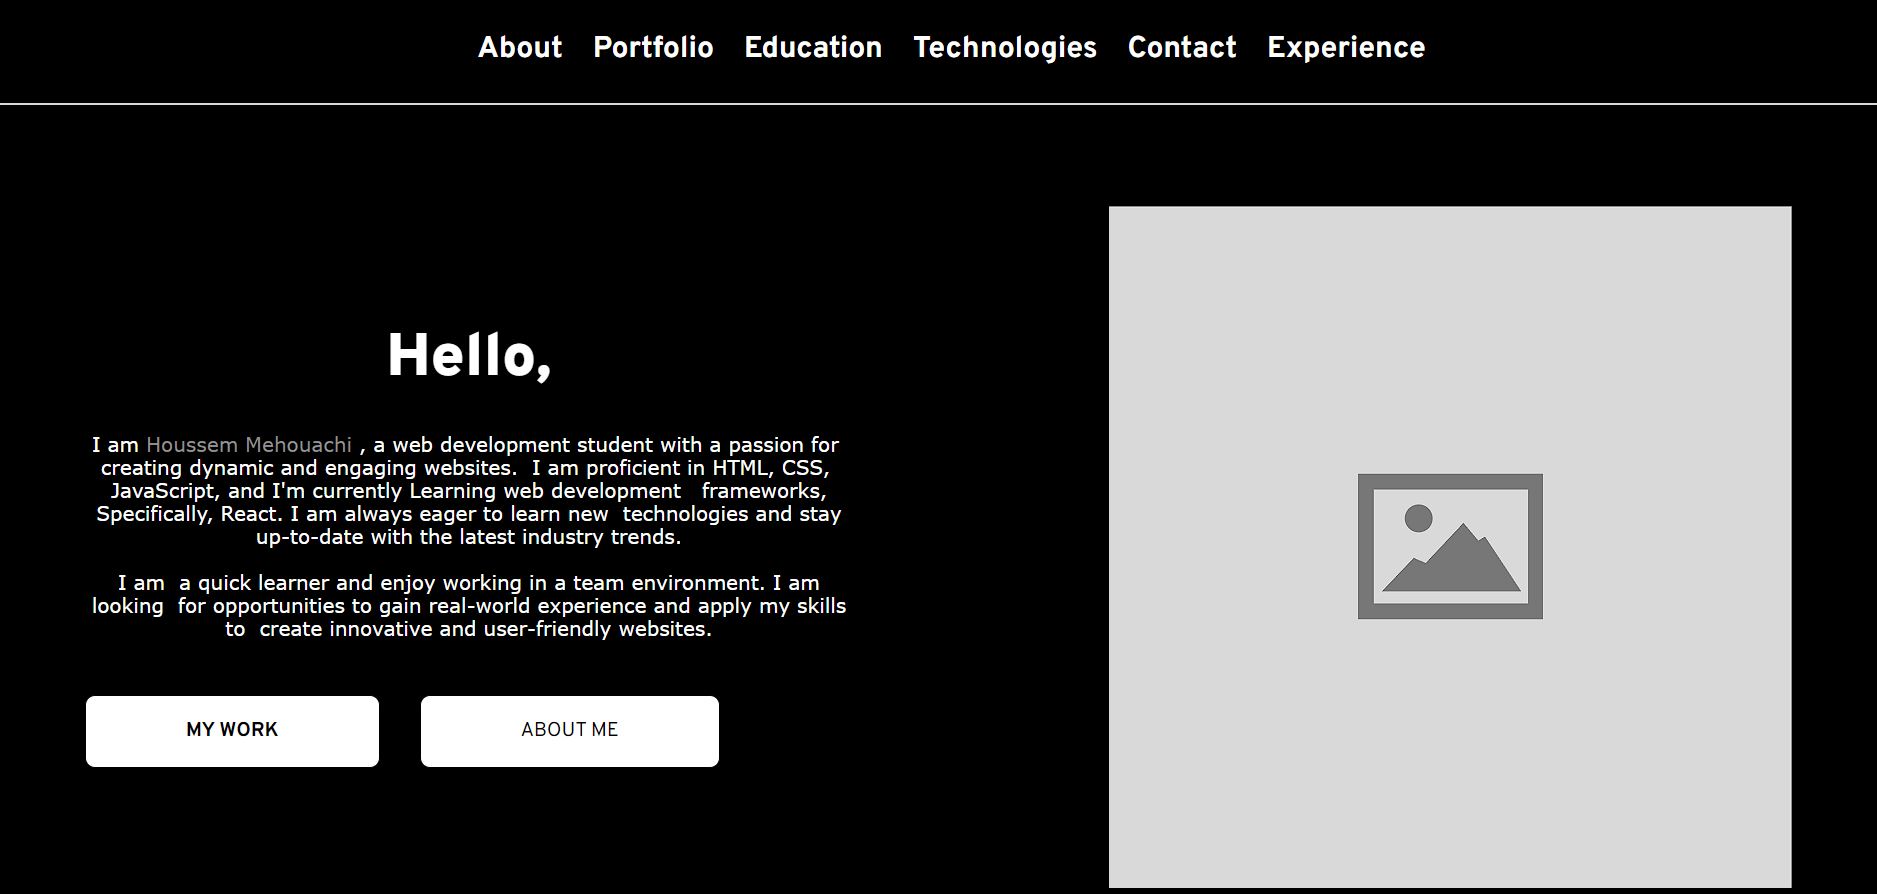 About Portfolio Education Technologies Contact Experience
Hello,
I am Houssem Mehouachi , a web development student with a passion for
creating dynamic and engaging websites.  I am proficient in HTML, CSS,
JavaScript, and I'm currently Learning web development   frameworks,
Specifically, React. I am always eager to learn new  technologies and stay
up-to-date with the latest industry trends.
I am  a quick learner and enjoy working in a team environment. I am
looking  for opportunities to gain real-world experience and apply my skills
to  create innovative and user-friendly websites.
MY WORK ABOUT ME